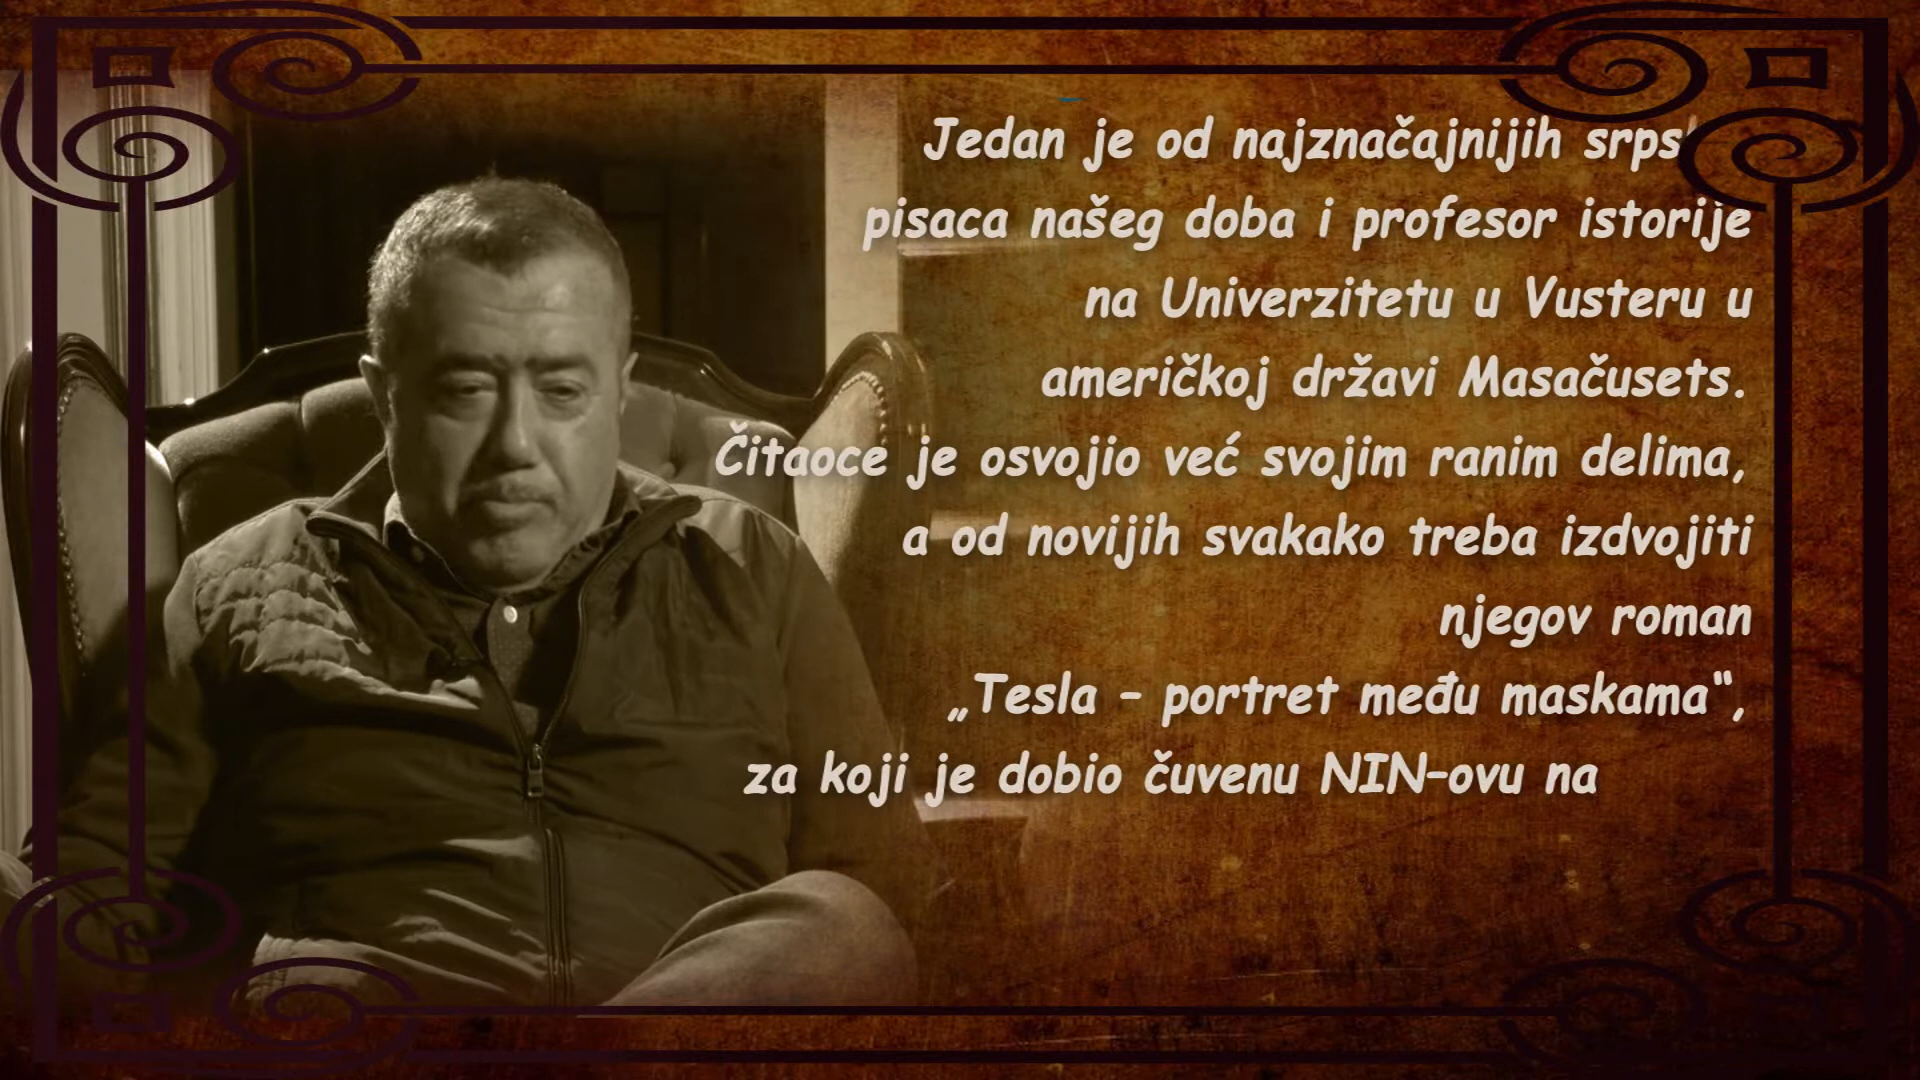 Jedan je od najznačajnijih
pisaca našeg doba i profesor istorije
na Univerzitetu u Vusteru u
američkoj državi Masačusets.
Čitaoce je osvojio već svojim ranim delima,
a od novijih svakako treba izdvojiti
njegov roman
„Tesla – portret među maskama“,
za koji je dobio čuvenu NIN-ovu na